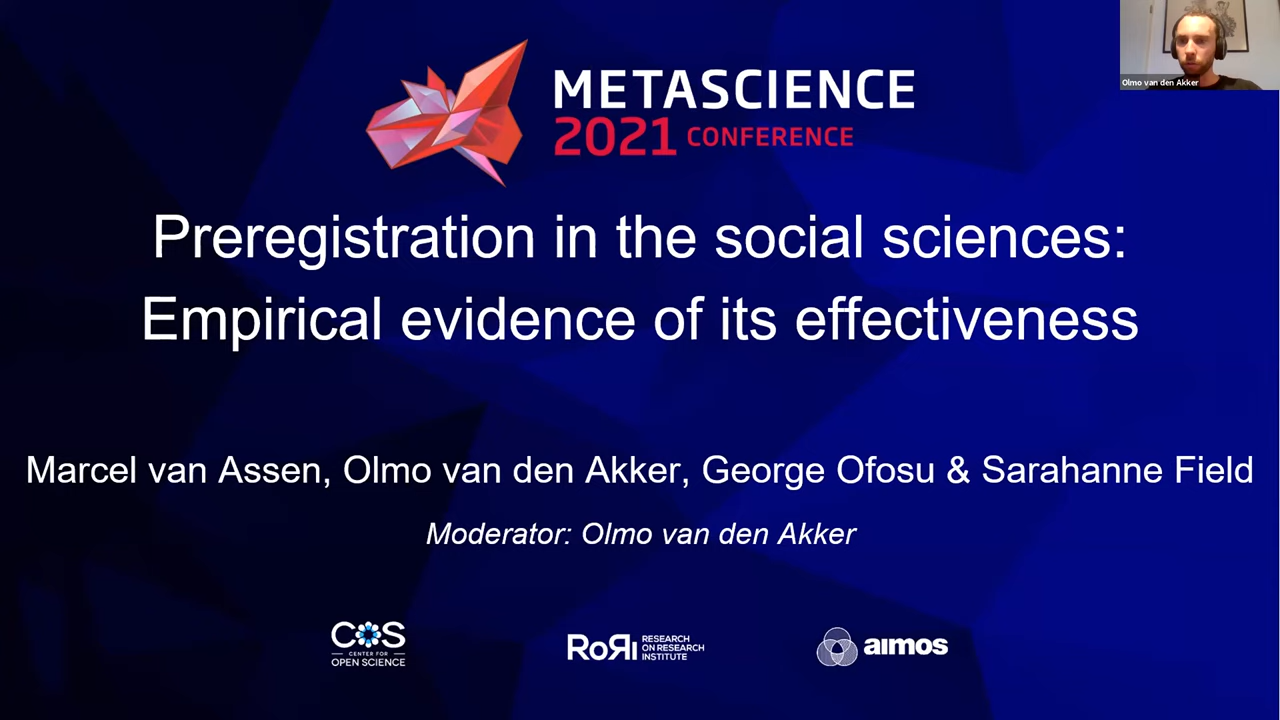 Olmo van den Akker
METASCIENCE
2021 CONFERENCE
Preregistration in the social sciences:
Empirical evidence of its effectiveness
Marcel van Assen, Olmo van den Akker, George Ofosu & Sarahanne Field
Moderator: Olmo van den Akker
COS
CENTER FOR
OPEN SCIENCE
RoRI
RESEARCH
ON RESEARCH
INSTITUTE
aimos